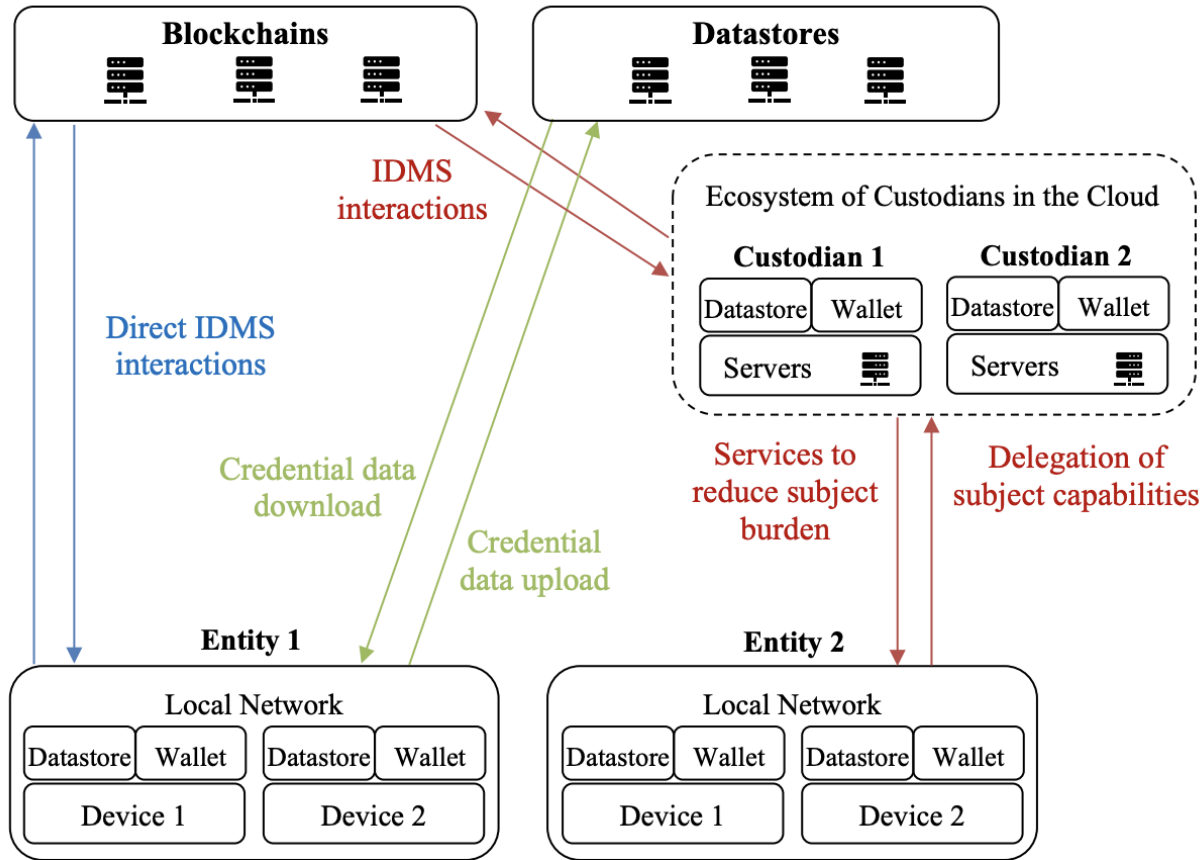 Blockchains
Datastores
IDMS
interactions
Ecosystem of Custodians in the Cloud
Custodian 1
Custodian 2
Datastore
Wallet
Datastore
Wallet
Servers
Servers
Direct IDMS
interactions
Credential data
download
Credential
data upload
Services to
reduce subject
burden
Delegation of
subject capabilities
Entity 1
Entity 2
Local Network
Datastore
Wallet
Datastore
Wallet
Device 1
Device 2
Local Network
Datastore
Wallet
Datastore
Wallet
Device 1
Device 2